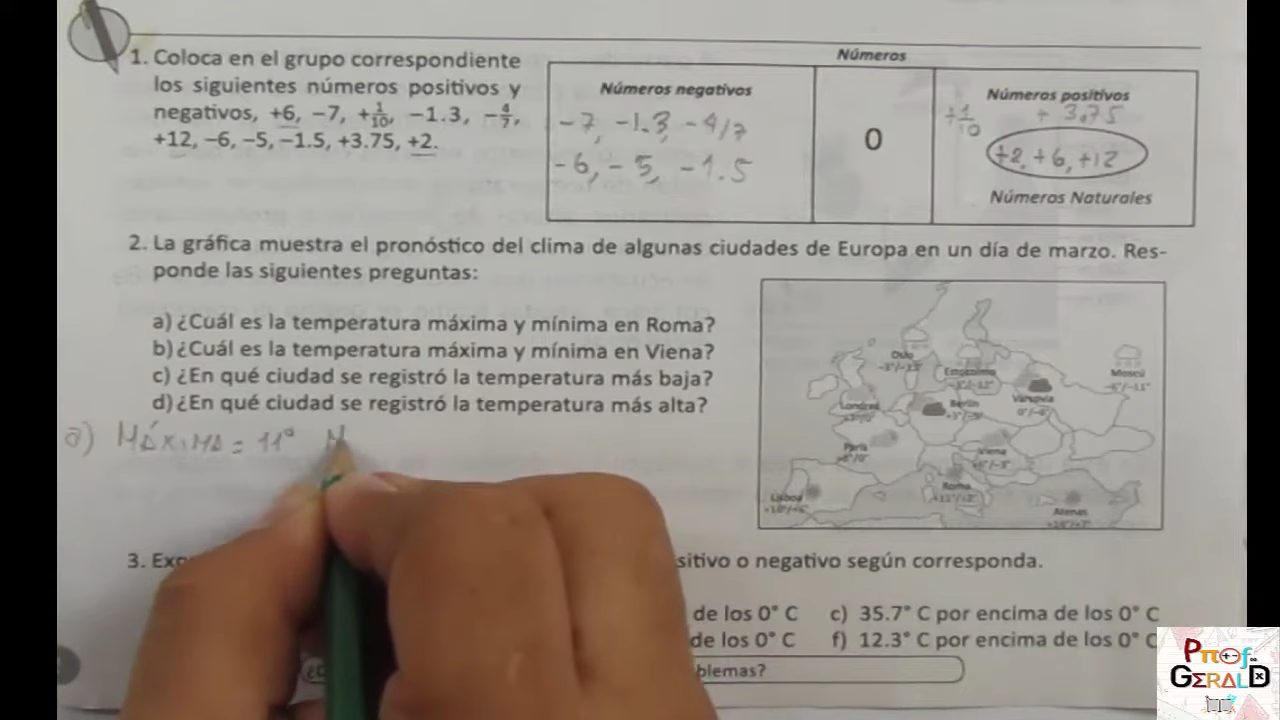 1. Coloca en el grupo correspondiente
los siguientes números positivos y
negativos, +6, −7, +1/10, −1.3, −4/7,
+12, −6, −5, −1.5, +3.75, +2.
Números
Números negativos
-7, -1.3, -4/7
-6, -5, -1.5
0
Números positivos
+1/10 + 3.75
+2, +6, +12
Números Naturales
2. La gráfica muestra el pronóstico del clima de algunas ciudades de Europa en un día de marzo. Res-
ponde las siguientes preguntas:
a) ¿Cuál es la temperatura máxima y mínima en Roma?
b) ¿Cuál es la temperatura máxima y mínima en Viena?
c) ¿En qué ciudad se registró la temperatura más baja?
d) ¿En qué ciudad se registró la temperatura más alta?
Oslo
Estocolmo
Moscú
Londres
Berlín
Varsovia
0°/−6°
París
Viena
Roma
Lisboa
Atenas
a) MÁXIMA = 11° M
3.
sitivo o negativo según corresponda.
de los 0° C c) 35.7° C por encima de los 0° C
de los 0° C f) 12.3° C por encima de los 0° C
blemas?
Prof.
GERALD